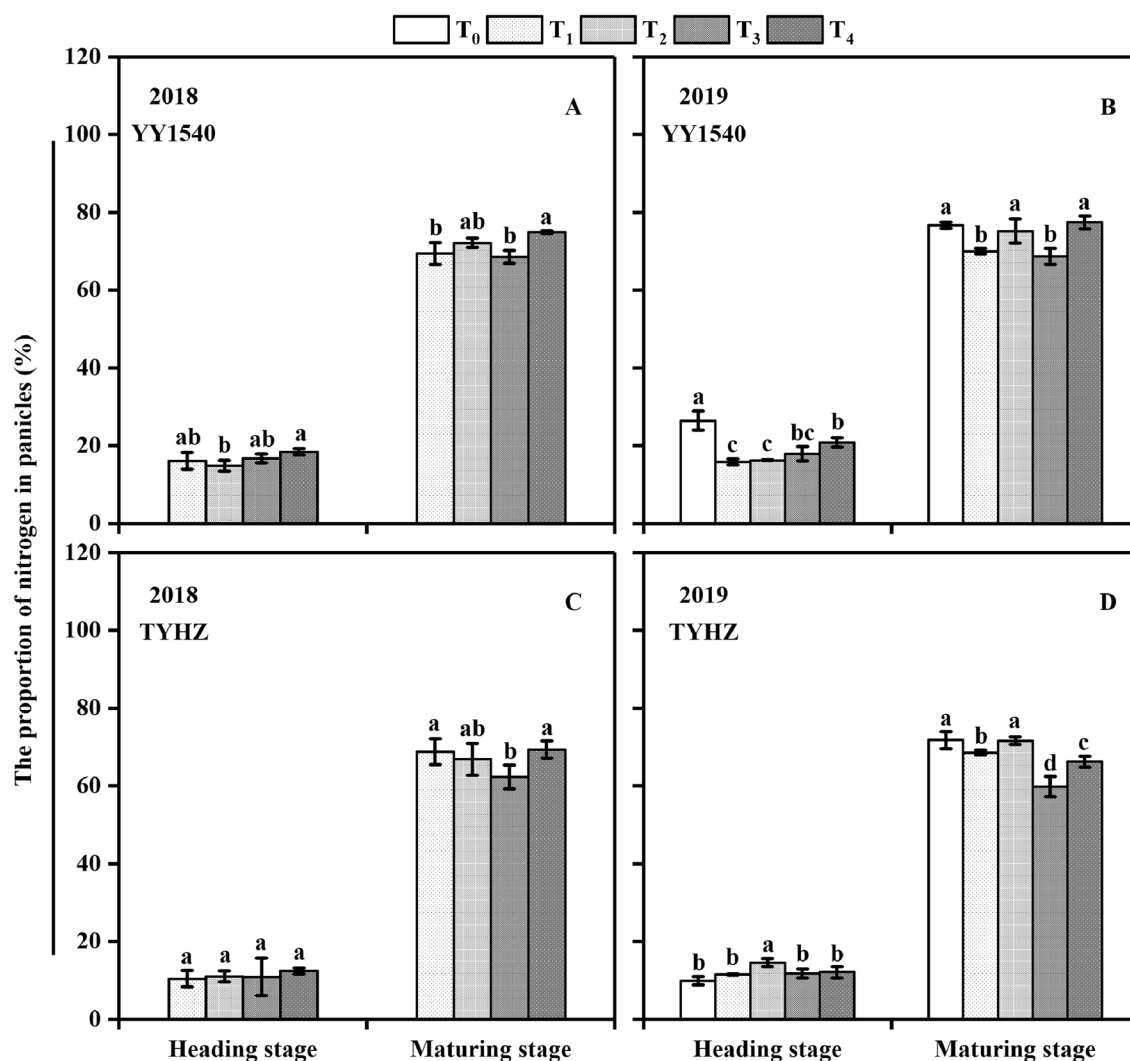 T0 T1 T2 T3 T4
The proportion of nitrogen in panicles (%)
120
100
80
60
40
20
0
2018
YY1540
A
ab b ab a
b ab b a
2019
YY1540
B
a c c bc b
a b a b a
120
100
80
60
40
20
0
2018
TYHZ
C
a a a a
a ab b a
2019
TYHZ
D
b b a b b
a b a d c
Heading stage Maturing stage Heading stage Maturing stage